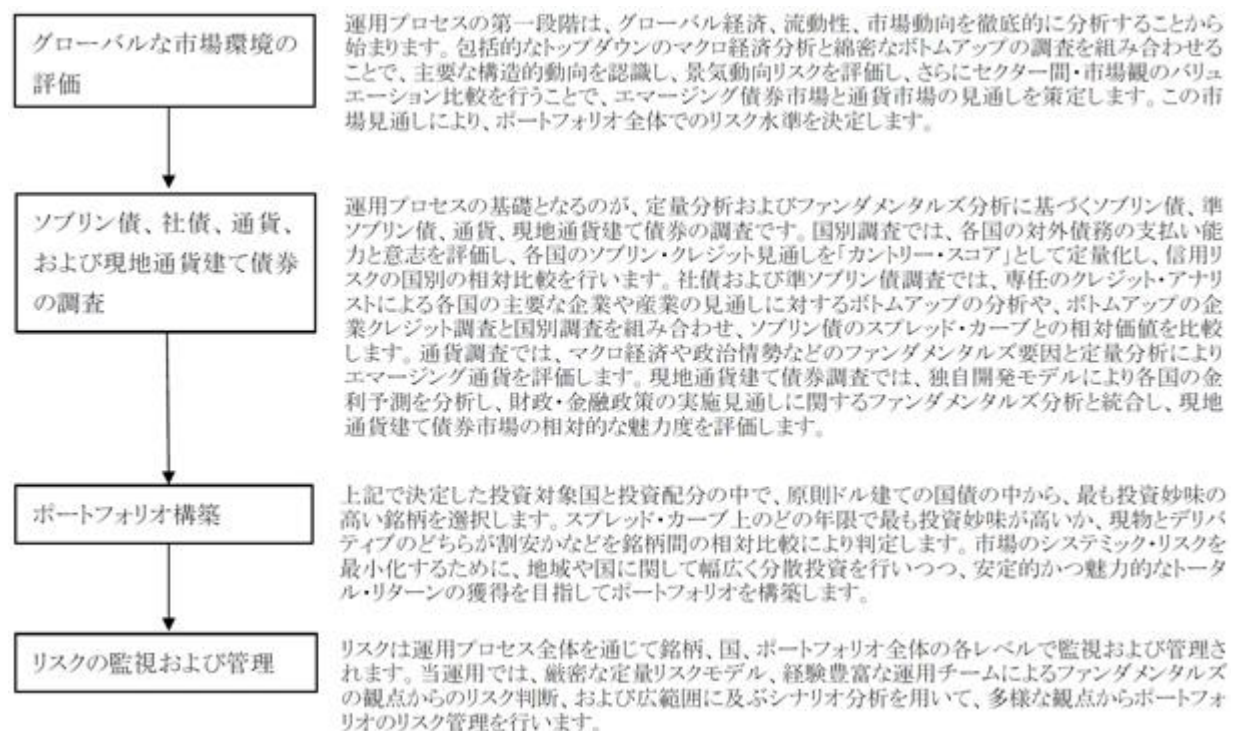 グローバルな市場環境の
評価
運用プロセスの第一段階は、グローバル経済、流動性、市場動向を徹底的に分析することから
始まります。包括的なトップダウンのマクロ経済分析と綿密なボトムアップの調査を組み合わせる
ことで、主要な構造的動向を認識し、景気動向リスクを評価し、さらにセクター間・市場観のバリュ
エーション比較を行うことで、エマージング債券市場と通貨市場の見通しを策定します。この市
場見通しにより、ポートフォリオ全体でのリスク水準を決定します。
ソブリン債、社債、通貨、
および現地通貨建て債券
の調査
運用プロセスの基礎となるのが、定量分析およびファンダメンタルズ分析に基づくソブリン債、準
ソブリン債、通貨、現地通貨建て債券の調査です。国別調査では、各国の対外債務の支払い能
力と意志を評価し、各国のソブリン・クレジット見通しを「カントリー・スコア」として定量化し、信用リ
スクの国別の相対比較を行います。社債および準ソブリン債調査では、専任のクレジット・アナリ
ストによる各国の主要な企業や産業の見通しに対するボトムアップの分析や、ボトムアップの企
業クレジット調査と国別調査を組み合わせ、ソブリン債のスプレッド・カーブとの相対価値を比較
します。通貨調査では、マクロ経済や政治情勢などのファンダメンタルズ要因と定量分析により
エマージング通貨を評価します。現地通貨建て債券調査では、独自開発モデルにより各国の金
利予測を分析し、財政・金融政策の実施見通しに関するファンダメンタルズ分析と統合し、現地
通貨建て債券市場の相対的な魅力度を評価します。
ポートフォリオ構築
上記で決定した投資対象国と投資配分の中で、原則ドル建ての国債の中から、最も投資妙味の
高い銘柄を選択します。スプレッド・カーブ上のどの年限で最も投資妙味が高いか、現物とデリバ
ティブのどちらが割安かなどを銘柄間の相対比較により判定します。市場のシステミック・リスクを
最小化するために、地域や国に関して幅広く分散投資を行いつつ、安定的かつ魅力的なトータ
ル・リターンの獲得を目指してポートフォリオを構築します。
リスクの監視および管理
リスクは運用プロセス全体を通じて銘柄、国、ポートフォリオ全体の各レベルで監視および管理さ
れます。当運用では、厳密な定量リスクモデル、経験豊富な運用チームによるファンダメンタルズ
の観点からのリスク判断、および広範囲に及ぶシナリオ分析を用いて、多様な観点からポートフォ
リオのリスク管理を行います。